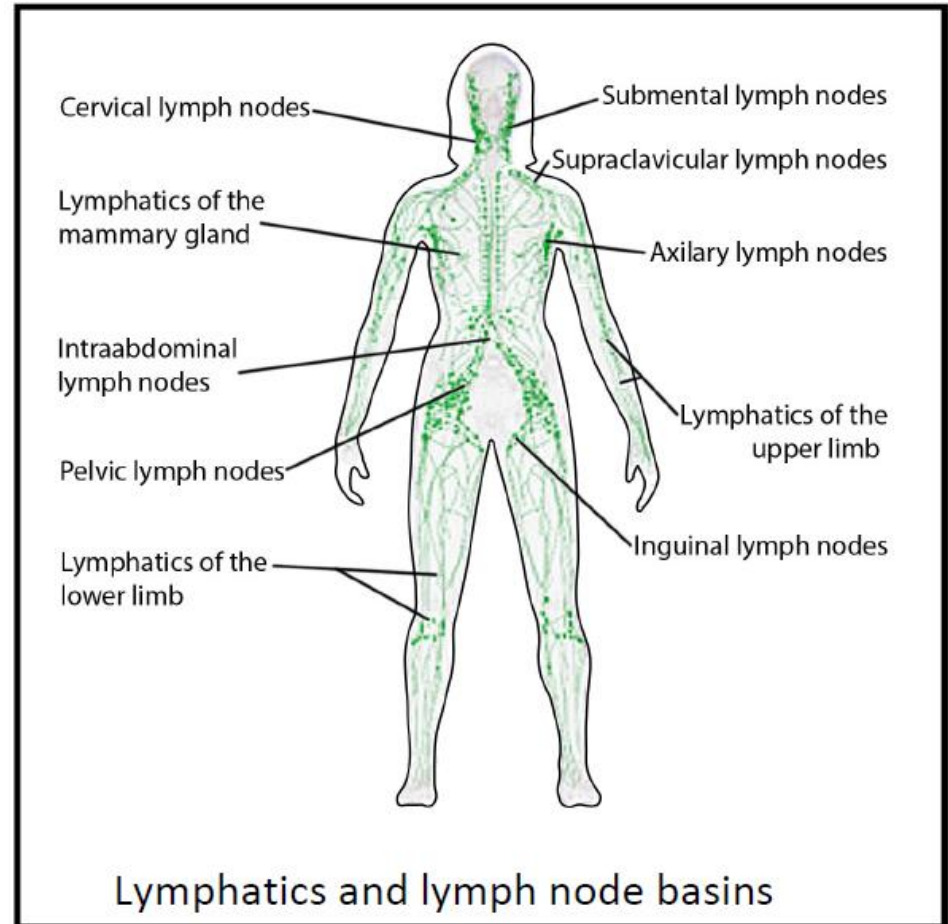 Cervical lymph nodes
Submental lymph nodes
Supraclavicular lymph nodes
Lymphatics of the
mammary gland
Axilary lymph nodes
Intraabdominal
lymph nodes
Lymphatics of the
upper limb
Pelvic lymph nodes
Inguinal lymph nodes
Lymphatics of the
lower limb
Lymphatics and lymph node basins